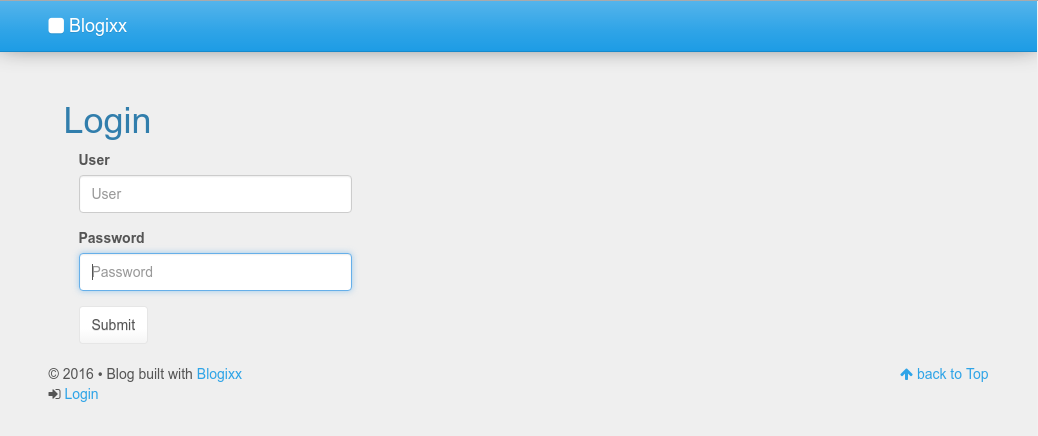 Blogixx
Login
User
User
Password
Password
Submit
© 2016 • Blog built with Blogixx
back to Top
Login